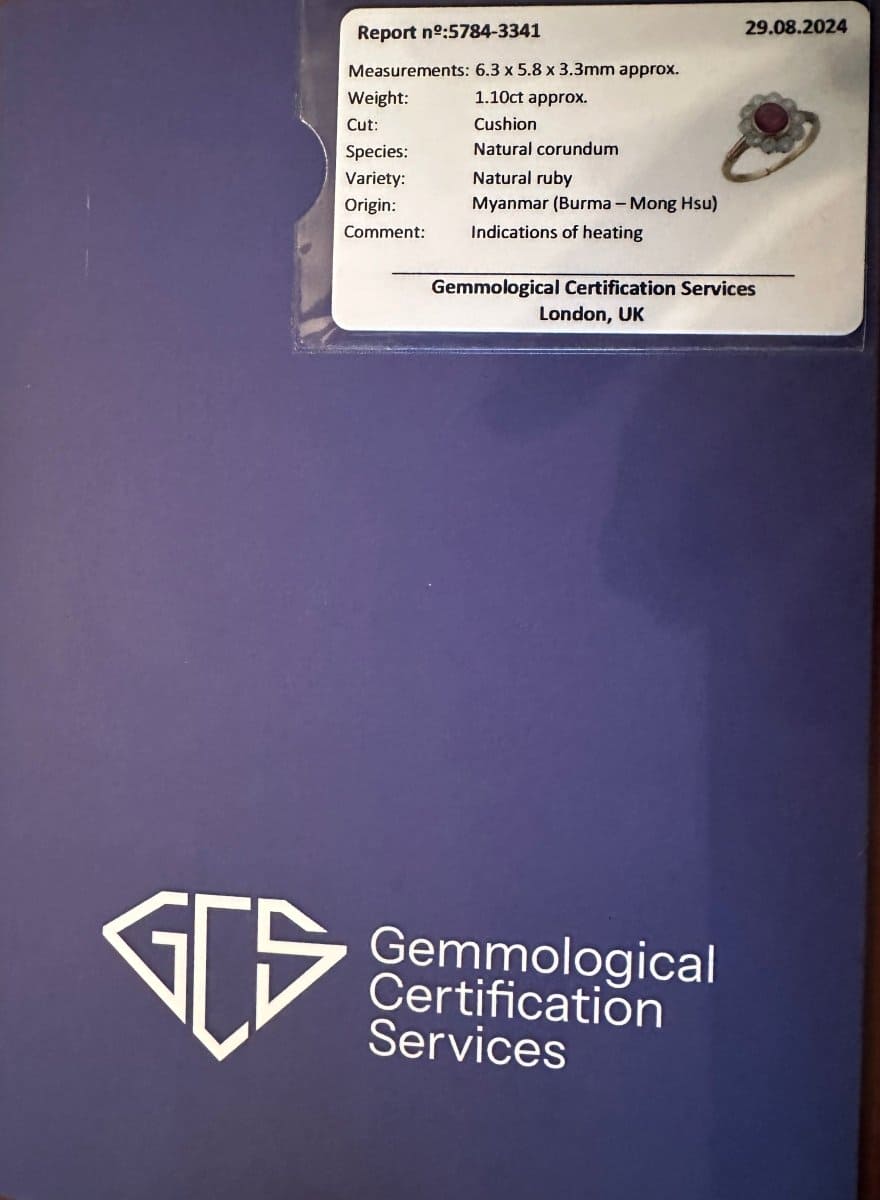 Report nº:5784-3341 29.08.2024
Measurements: 6.3 x 5.8 x 3.3mm approx.
Weight: 1.10ct approx.
Cut: Cushion
Species: Natural corundum
Variety: Natural ruby
Origin: Myanmar (Burma – Mong Hsu)
Comment: Indications of heating
Gemmological Certification Services
London, UK
GCS
Gemmological
Certification
Services